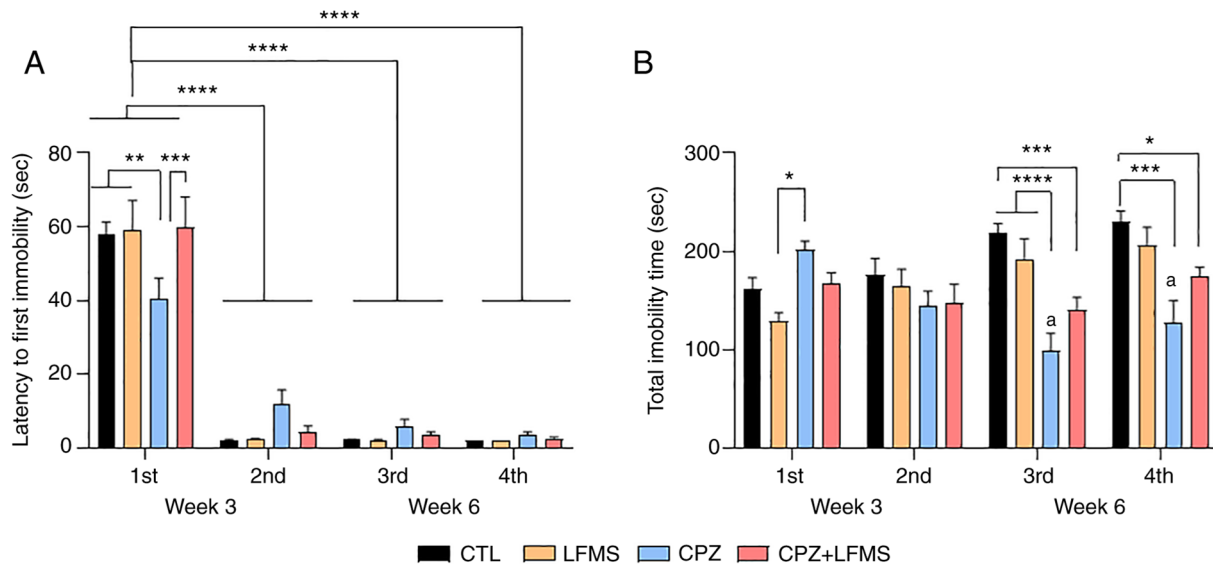 A
Latency to first immobility (sec)
****
****
****
** ***
80
60
40
20
0
1st 2nd 3rd 4th
Week 3 Week 6
B
Total imobility time (sec)
*
***
****
*
***
a
a
300
200
100
0
1st 2nd 3rd 4th
Week 3 Week 6
CTL LFMS CPZ CPZ+LFMS